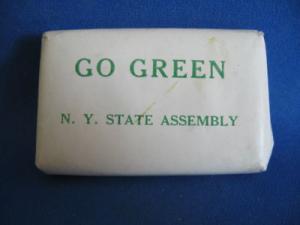 GO GREEN
N. Y. STATE ASSEMBLY